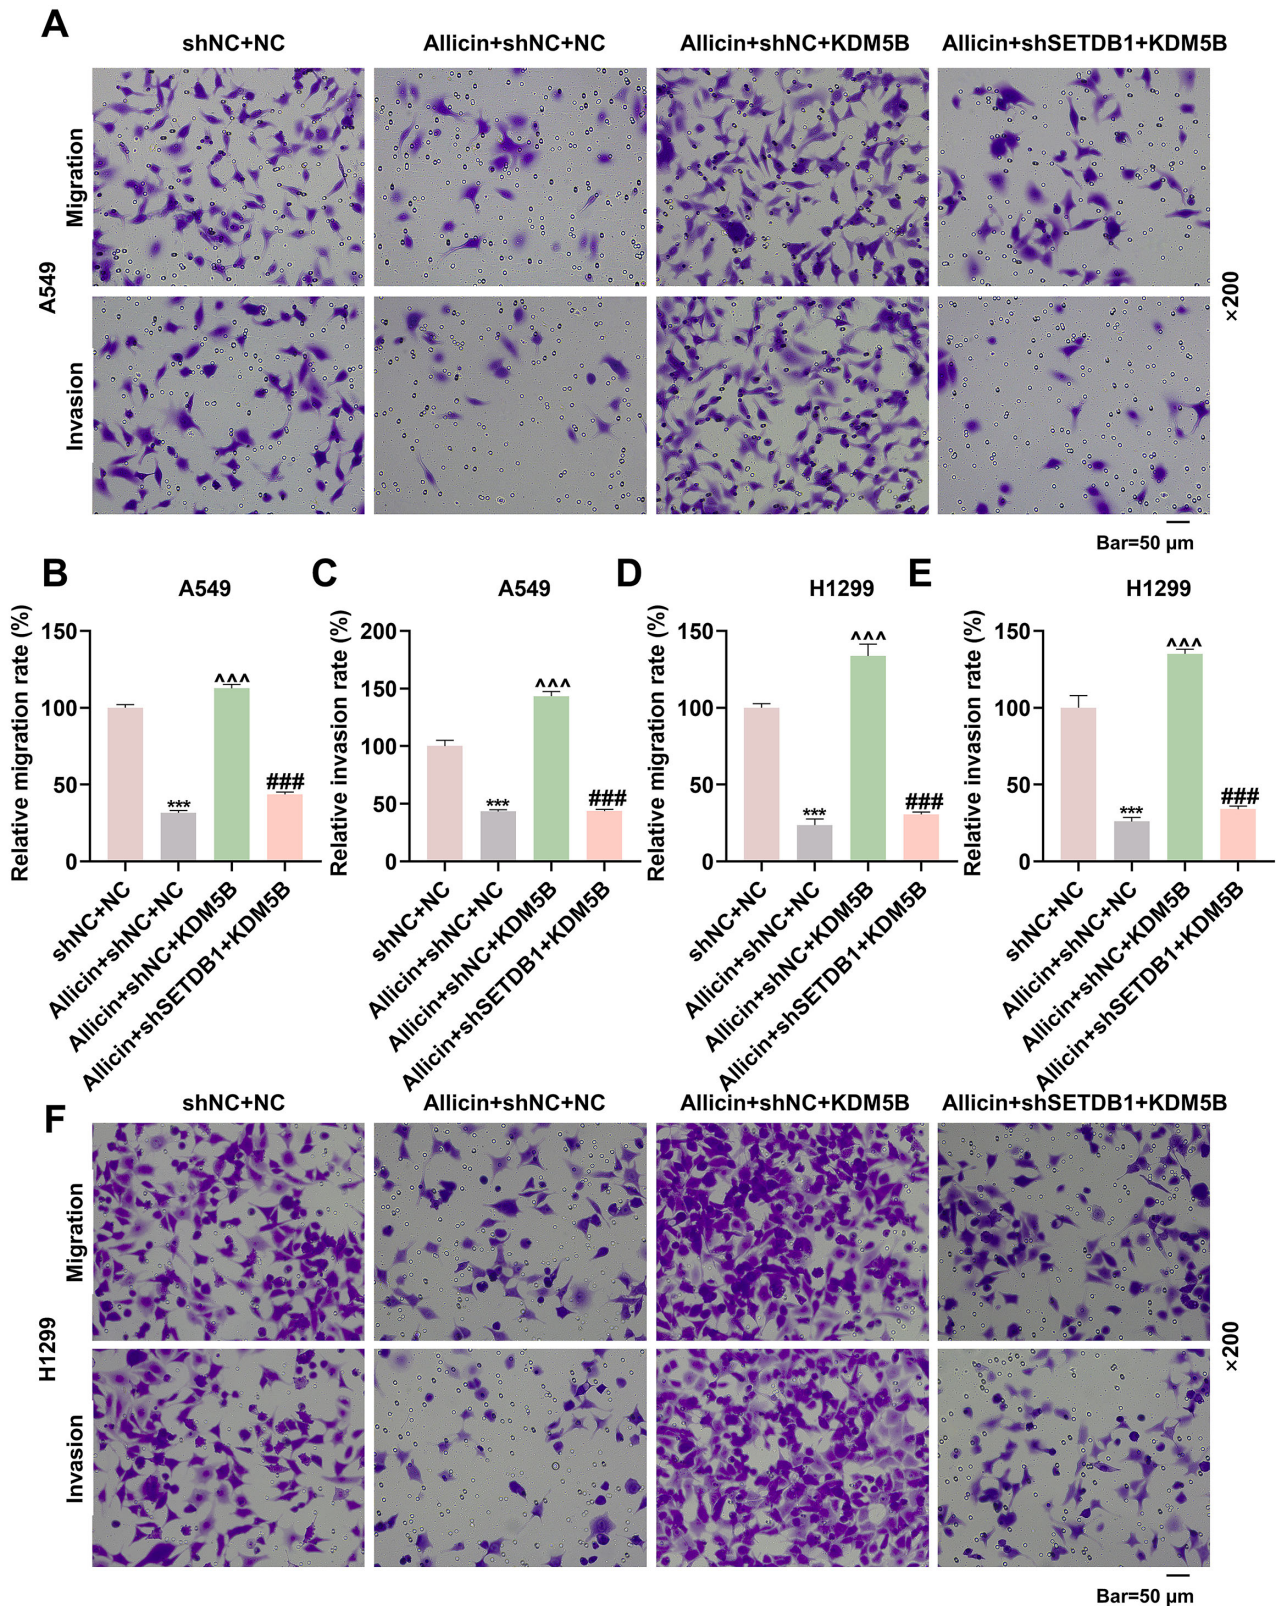 A
shNC+NC
Allicin+shNC+NC
Allicin+shNC+KDM5B
Allicin+shSETDB1+KDM5B
A549
Migration
Invasion
×200
Bar=50 μm
B
A549
Relative migration rate (%)
150
100
50
0
***
^^^
###
shNC+NC
Allicin+shNC+NC
Allicin+shNC+KDM5B
Allicin+shSETDB1+KDM5B
C
A549
Relative invasion rate (%)
200
150
100
50
0
***
^^^
###
shNC+NC
Allicin+shNC+NC
Allicin+shNC+KDM5B
Allicin+shSETDB1+KDM5B
D
H1299
Relative migration rate (%)
150
100
50
0
***
^^^
###
shNC+NC
Allicin+shNC+NC
Allicin+shNC+KDM5B
Allicin+shSETDB1+KDM5B
E
H1299
Relative invasion rate (%)
150
100
50
0
***
^^^
###
shNC+NC
Allicin+shNC+NC
Allicin+shNC+KDM5B
Allicin+shSETDB1+KDM5B
F
shNC+NC
Allicin+shNC+NC
Allicin+shNC+KDM5B
Allicin+shSETDB1+KDM5B
H1299
Migration
Invasion
×200
Bar=50 μm